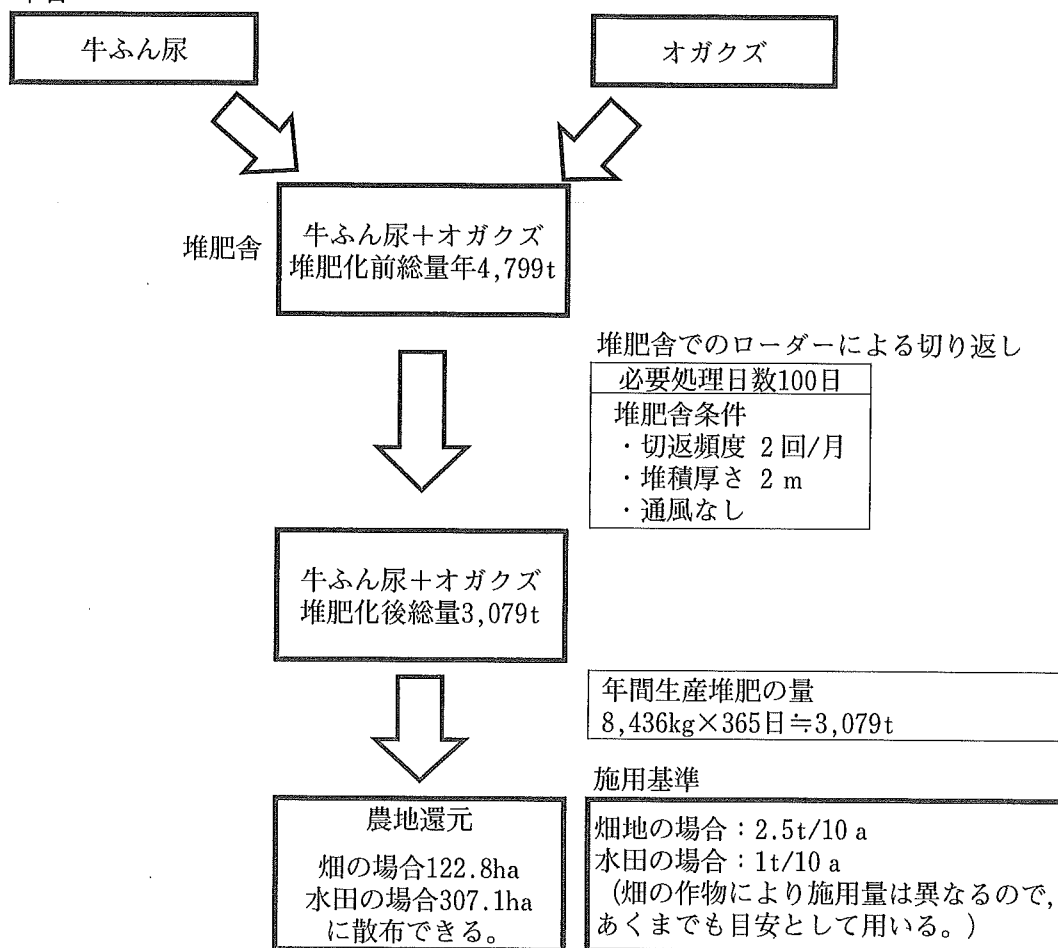 牛ふん尿
オガクズ
堆肥舎
牛ふん尿+オガクズ
堆肥化前総量年4,799t
堆肥舎でのローダーによる切り返し
必要処理日数100日
堆肥舎条件
・切返頻度 2回/月
・堆積厚さ 2m
・通風なし
牛ふん尿+オガクズ
堆肥化後総量3,079t
年間生産堆肥の量
8,436kg×365日≒3,079t
施用基準
農地還元
畑の場合122.8ha
水田の場合307.1ha
に散布できる。
畑地の場合：2.5t/10a
水田の場合：1t/10a
(畑の作物により施用量は異なるので,
あくまでも目安として用いる。)